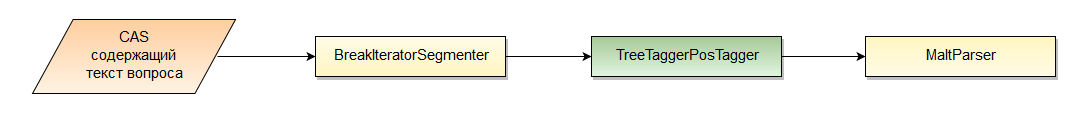 CAS
содержащий
текст вопроса
BreakIteratorSegmenter
TreeTaggerPosTagger
MaltParser